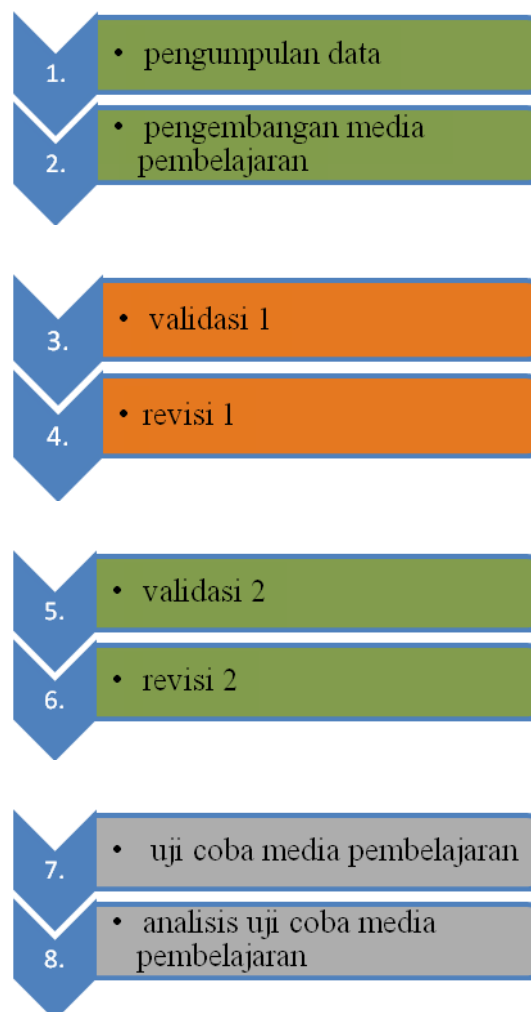 1.
• pengumpulan data
2.
• pengembangan media
pembelajaran
3.
• validasi 1
4.
• revisi 1
5.
• validasi 2
6.
• revisi 2
7.
• uji coba media pembelajaran
8.
• analisis uji coba media
pembelajaran